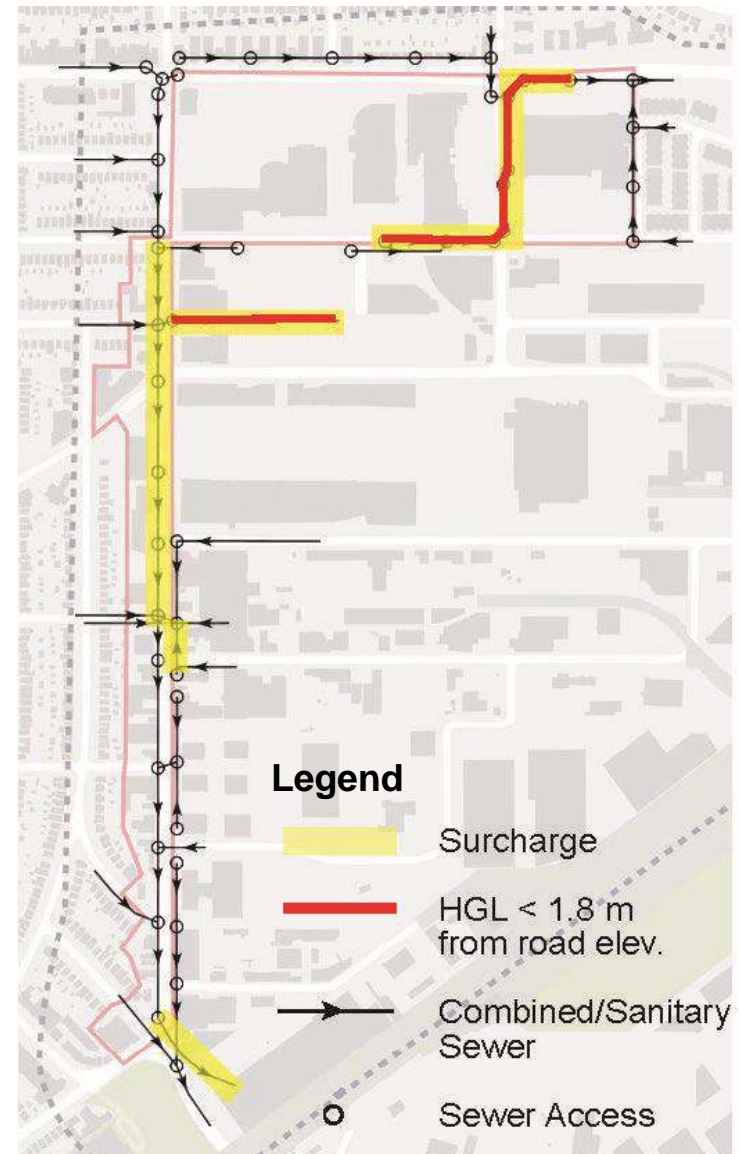 Legend
Surcharge
HGL < 1.8 m
from road elev.
Combined/Sanitary
Sewer
Sewer Access